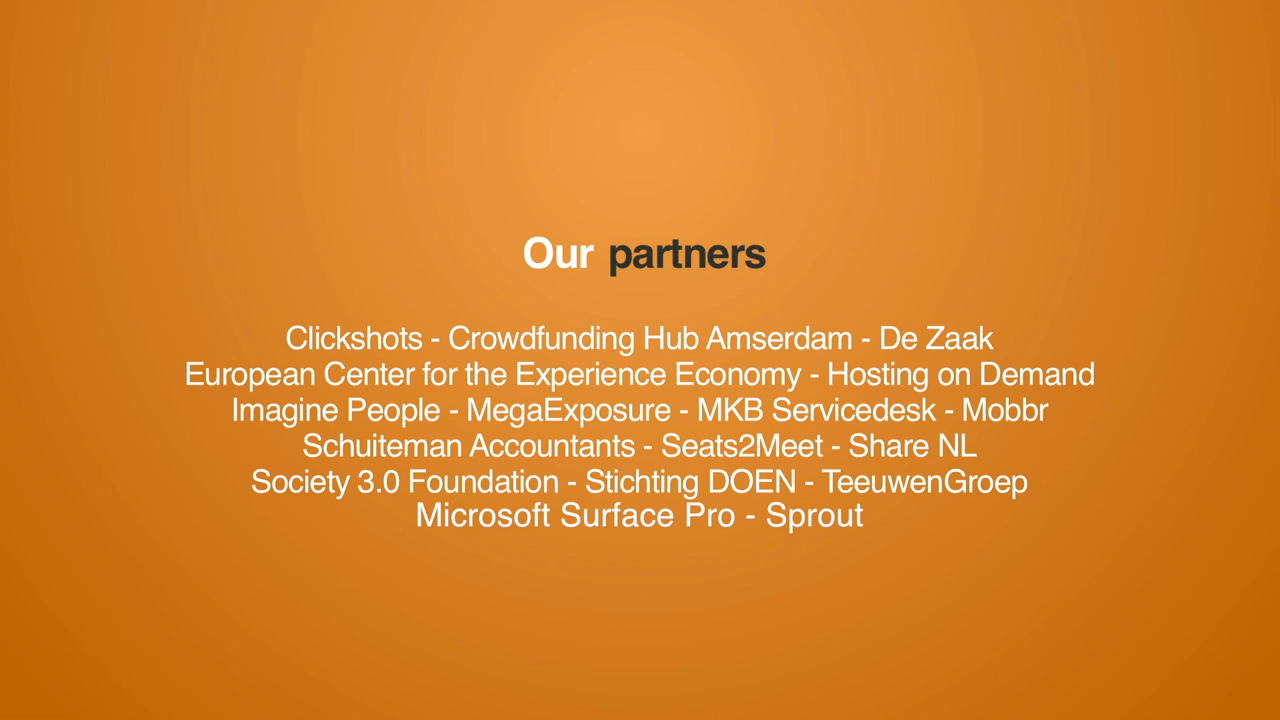 Our partners
Clickshots - Crowdfunding Hub Amserdam - De Zaak
European Center for the Experience Economy - Hosting on Demand
Imagine People - MegaExposure - MKB Servicedesk - Mobbr
Schuiteman Accountants - Seats2Meet - Share NL
Society 3.0 Foundation - Stichting DOEN - TeeuwenGroep
Microsoft Surface Pro - Sprout